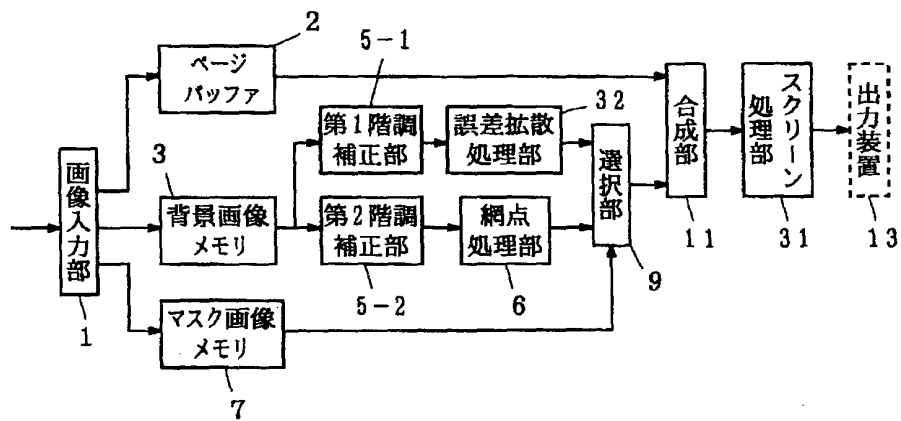 2
ページ
バッファ
5-1
第1階調
補正部
32
誤差拡散
処理部
選択部
9
合成部
11
スクリーン
処理部
31
出力装置
13
画像入力部
1
3
背景画像
メモリ
第2階調
補正部
5-2
網点
処理部
6
マスク画像
メモリ
7